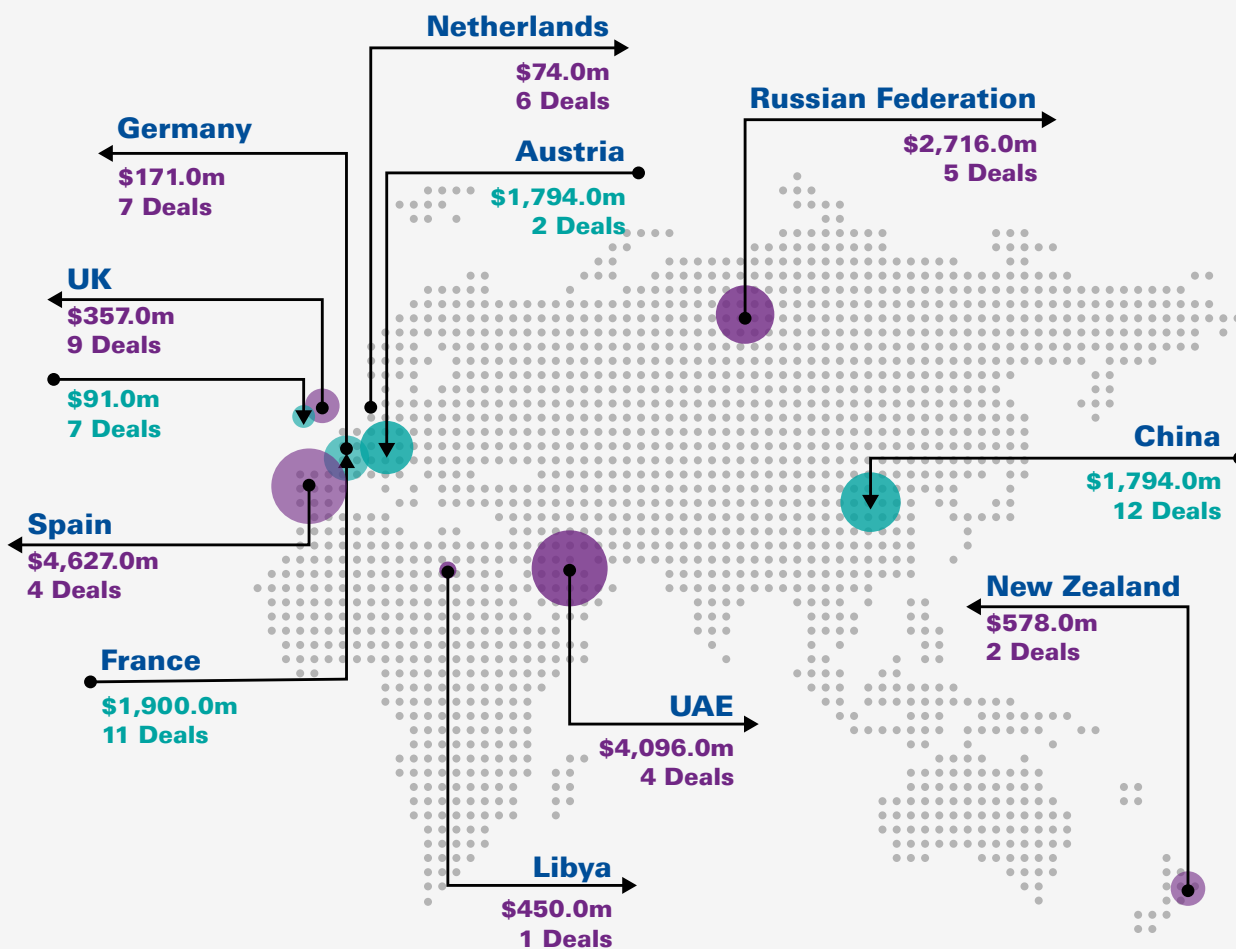 Netherlands
$74.0m
6 Deals
Russian Federation
$2,716.0m
5 Deals
Germany
$171.0m
7 Deals
Austria
$1,794.0m
2 Deals
UK
$357.0m
9 Deals
$91.0m
7 Deals
China
$1,794.0m
12 Deals
Spain
$4,627.0m
4 Deals
New Zealand
$578.0m
2 Deals
France
$1,900.0m
11 Deals
UAE
$4,096.0m
4 Deals
Libya
$450.0m
1 Deals